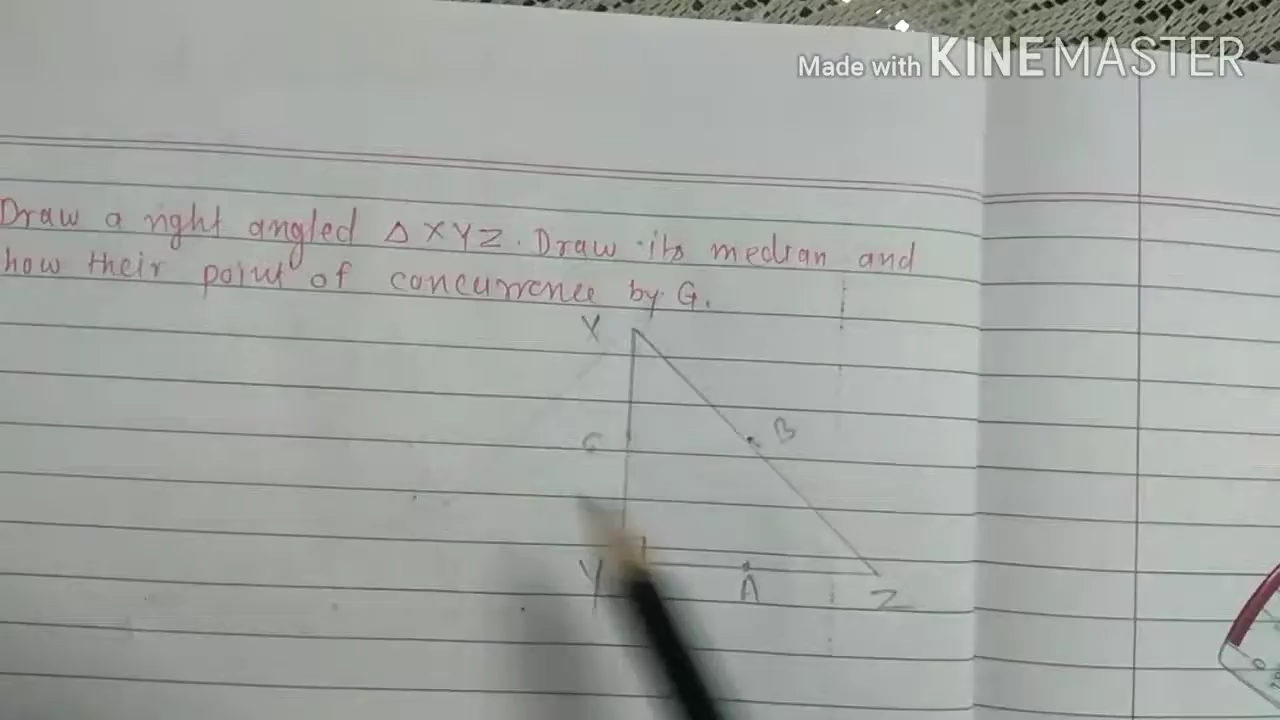 Made with KINEMASTER
Draw a right angled Δ XYZ. Draw its median and
how their point of concurrence by G.
X
C
B
Y
A
Z